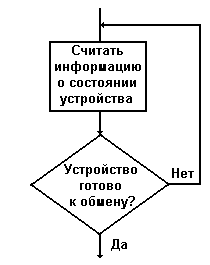 Считать
информацию
о состоянии
устройства
Устройство
готово
к обмену?
Нет
Да